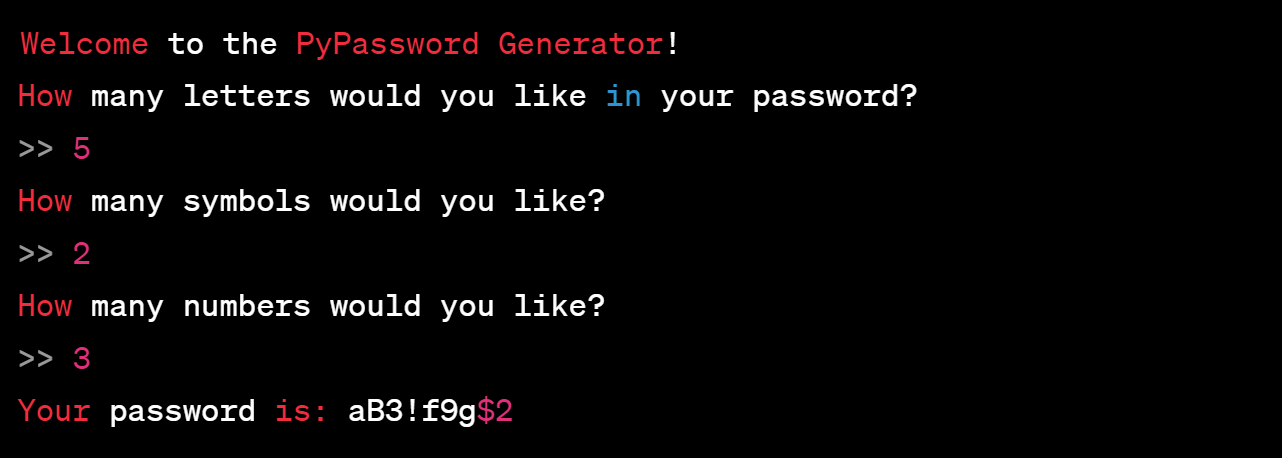 Welcome to the PyPassword Generator!
How many letters would you like in your password?
>> 5
How many symbols would you like?
>> 2
How many numbers would you like?
>> 3
Your password is: aB3!f9g$2